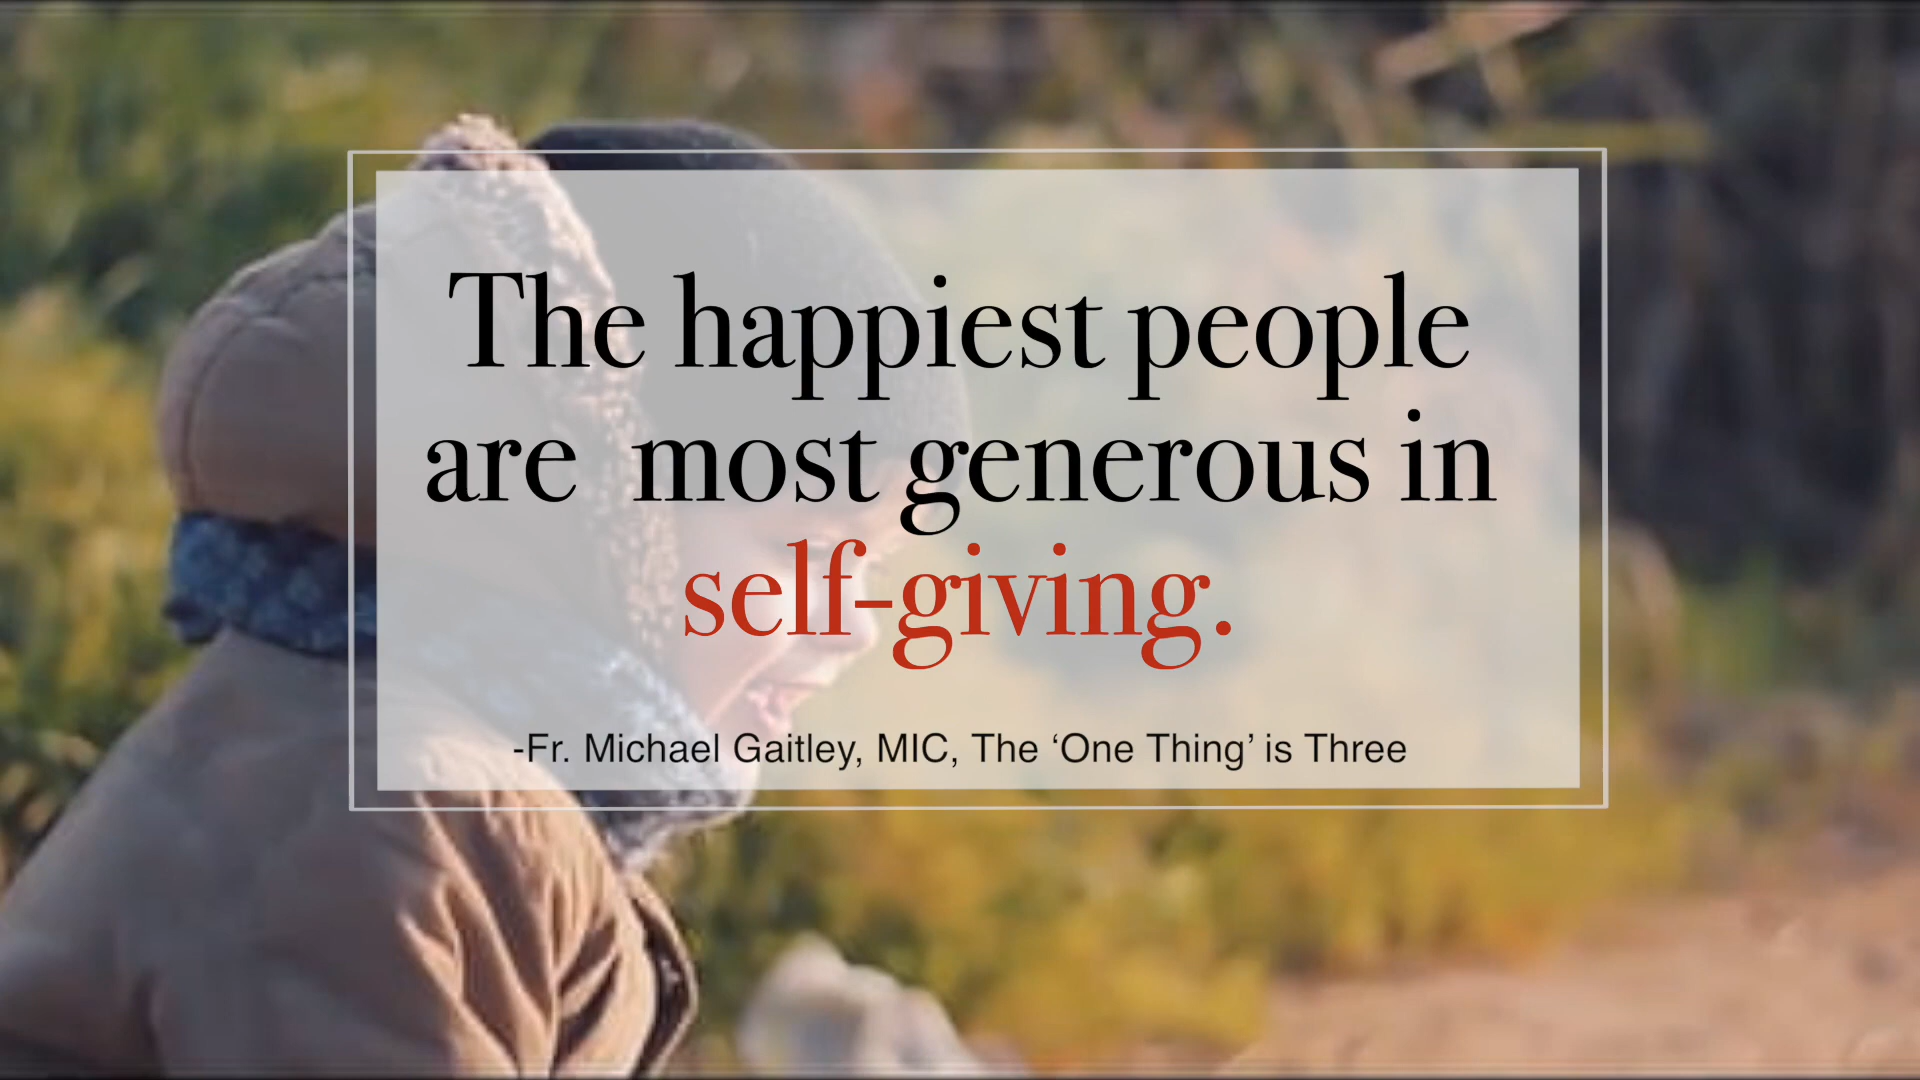 The happiest people
are  most generous in
self-giving.
-Fr. Michael Gaitley, MIC, The ‘One Thing’ is Three